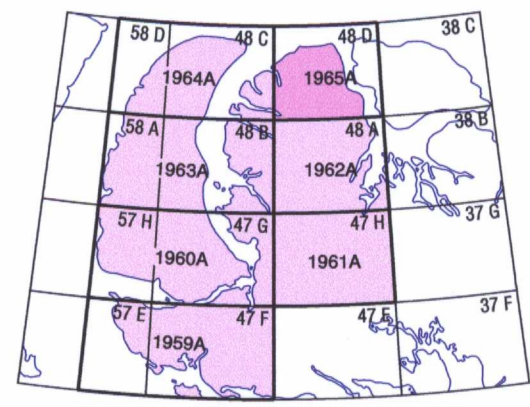 58 D 48 C 48 D 38 C
1964A 1965A
58 A 48 B 48 A 38 B
1963A 1962A
57 H 47 G 47 H 37 G
1960A 1961A
57 E 47 F 47 E 37 F
1959A